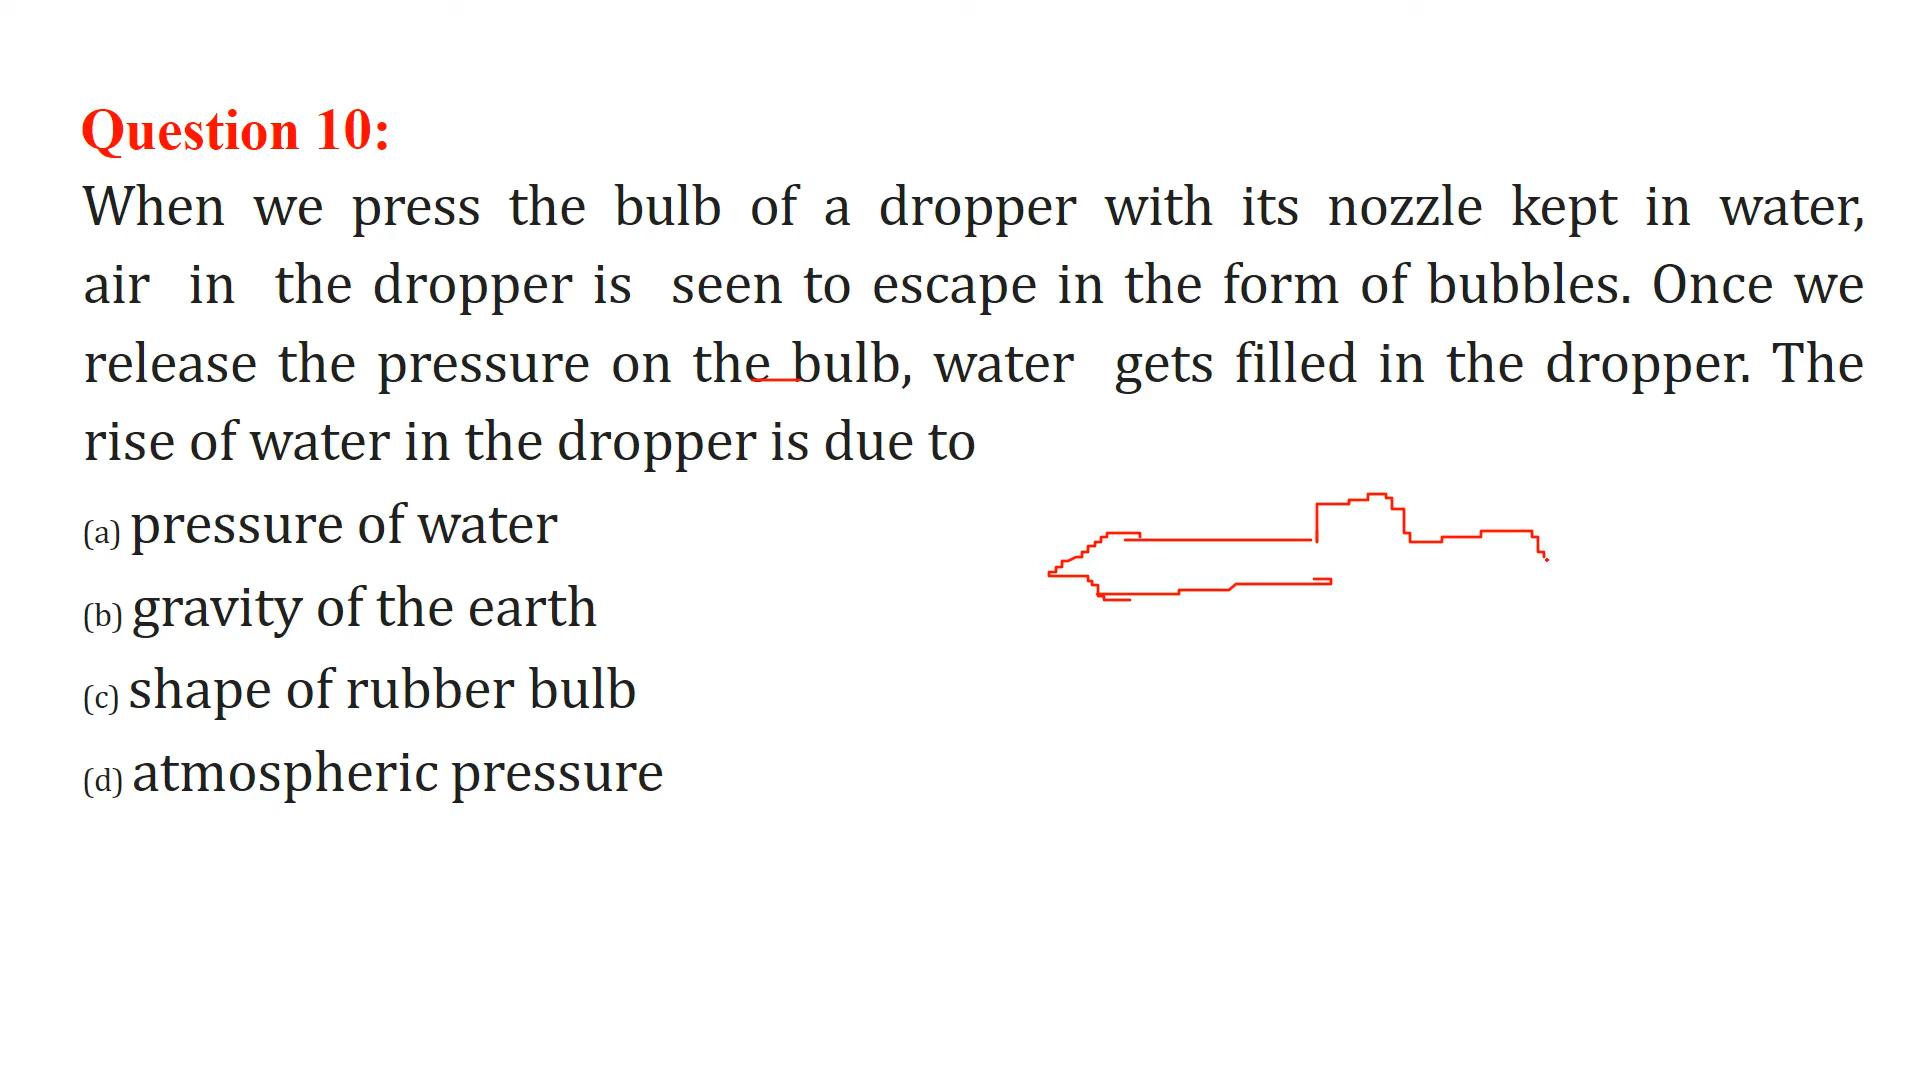 Question 10:
When we press the bulb of a dropper with its nozzle kept in water,
air in the dropper is seen to escape in the form of bubbles. Once we
release the pressure on the bulb, water gets filled in the dropper. The
rise of water in the dropper is due to
(a) pressure of water
(b) gravity of the earth
(c) shape of rubber bulb
(d) atmospheric pressure